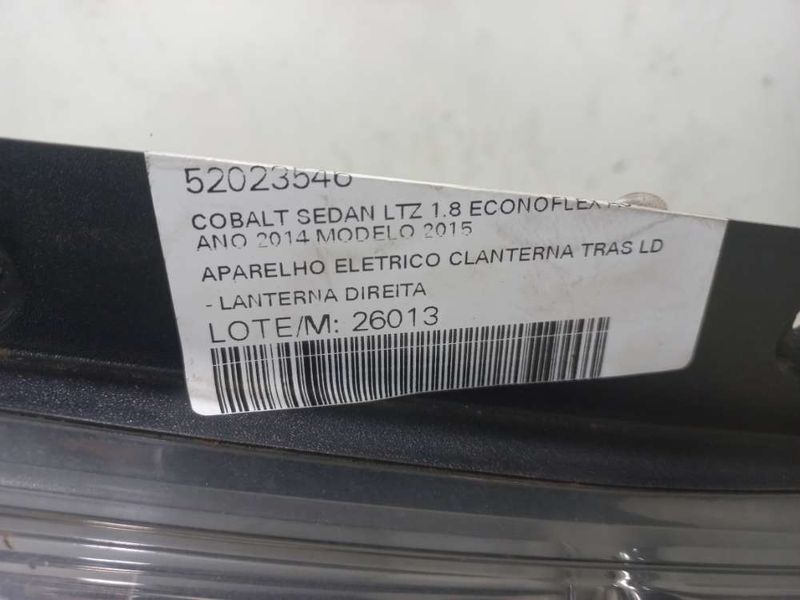 52023546
COBALT SEDAN LTZ 1.8 ECONOFLEX
ANO 2014 MODELO 2015
APARELHO ELETRICO CLANTERNA TRAS LD
- LANTERNA DIREITA
LOTE/M: 26013